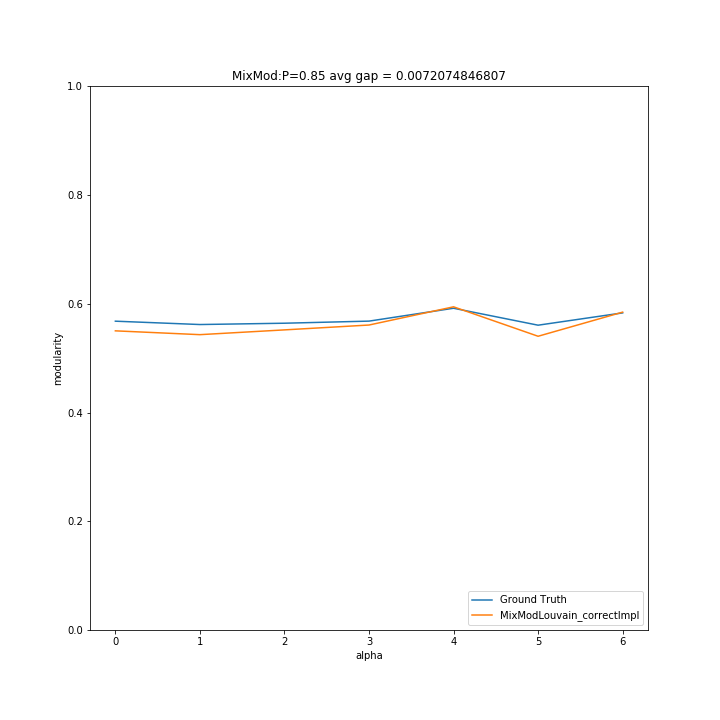 MixMod:P=0.85 avg gap = 0.0072074846807
1.0
0.8
0.6
0.4
0.2
0.0
modularity
0 1 2 3 4 5 6
alpha
Ground Truth
MixModLouvain_correctImpl